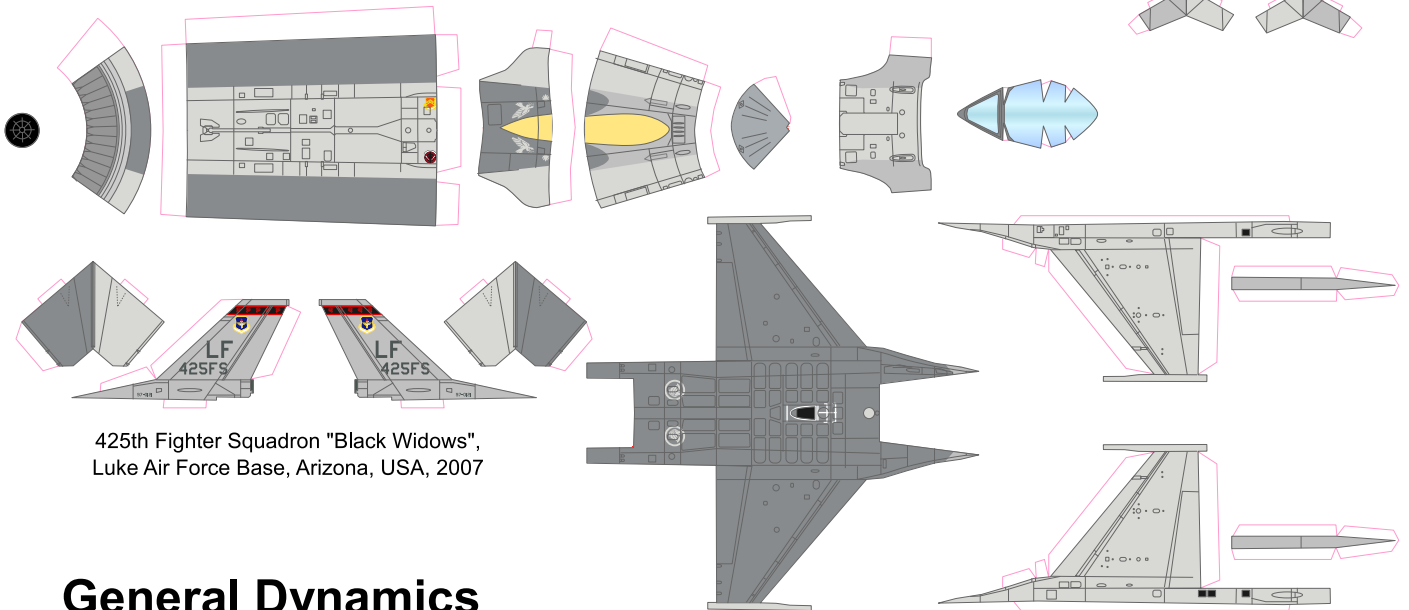 LF
425FS
LF
425FS
425th Fighter Squadron "Black Widows",
Luke Air Force Base, Arizona, USA, 2007
General Dynamics